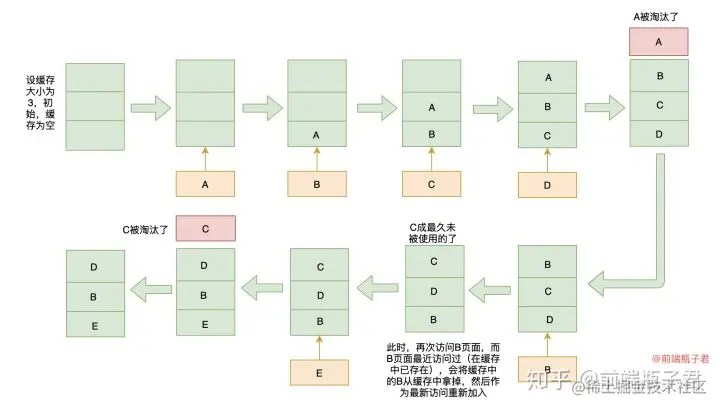 A被淘汰了
A
设缓存
大小为
3，初
始，缓
存为空
A
B
A
B
A
B
C
B
C
D
A
B
C
D
C被淘汰了
C
C成最久未
被使用的了
D
B
E
D
B
E
C
D
B
C
D
B
B
C
D
E
B
此时，再次访问B页面，而
B页面最近访问过（在缓存
中已存在），会将缓存中
的B从缓存中拿掉，然后作
为最新访问重新加入
@前端瓶子君
知乎 @前端瓶子君
@稀土掘金技术社区